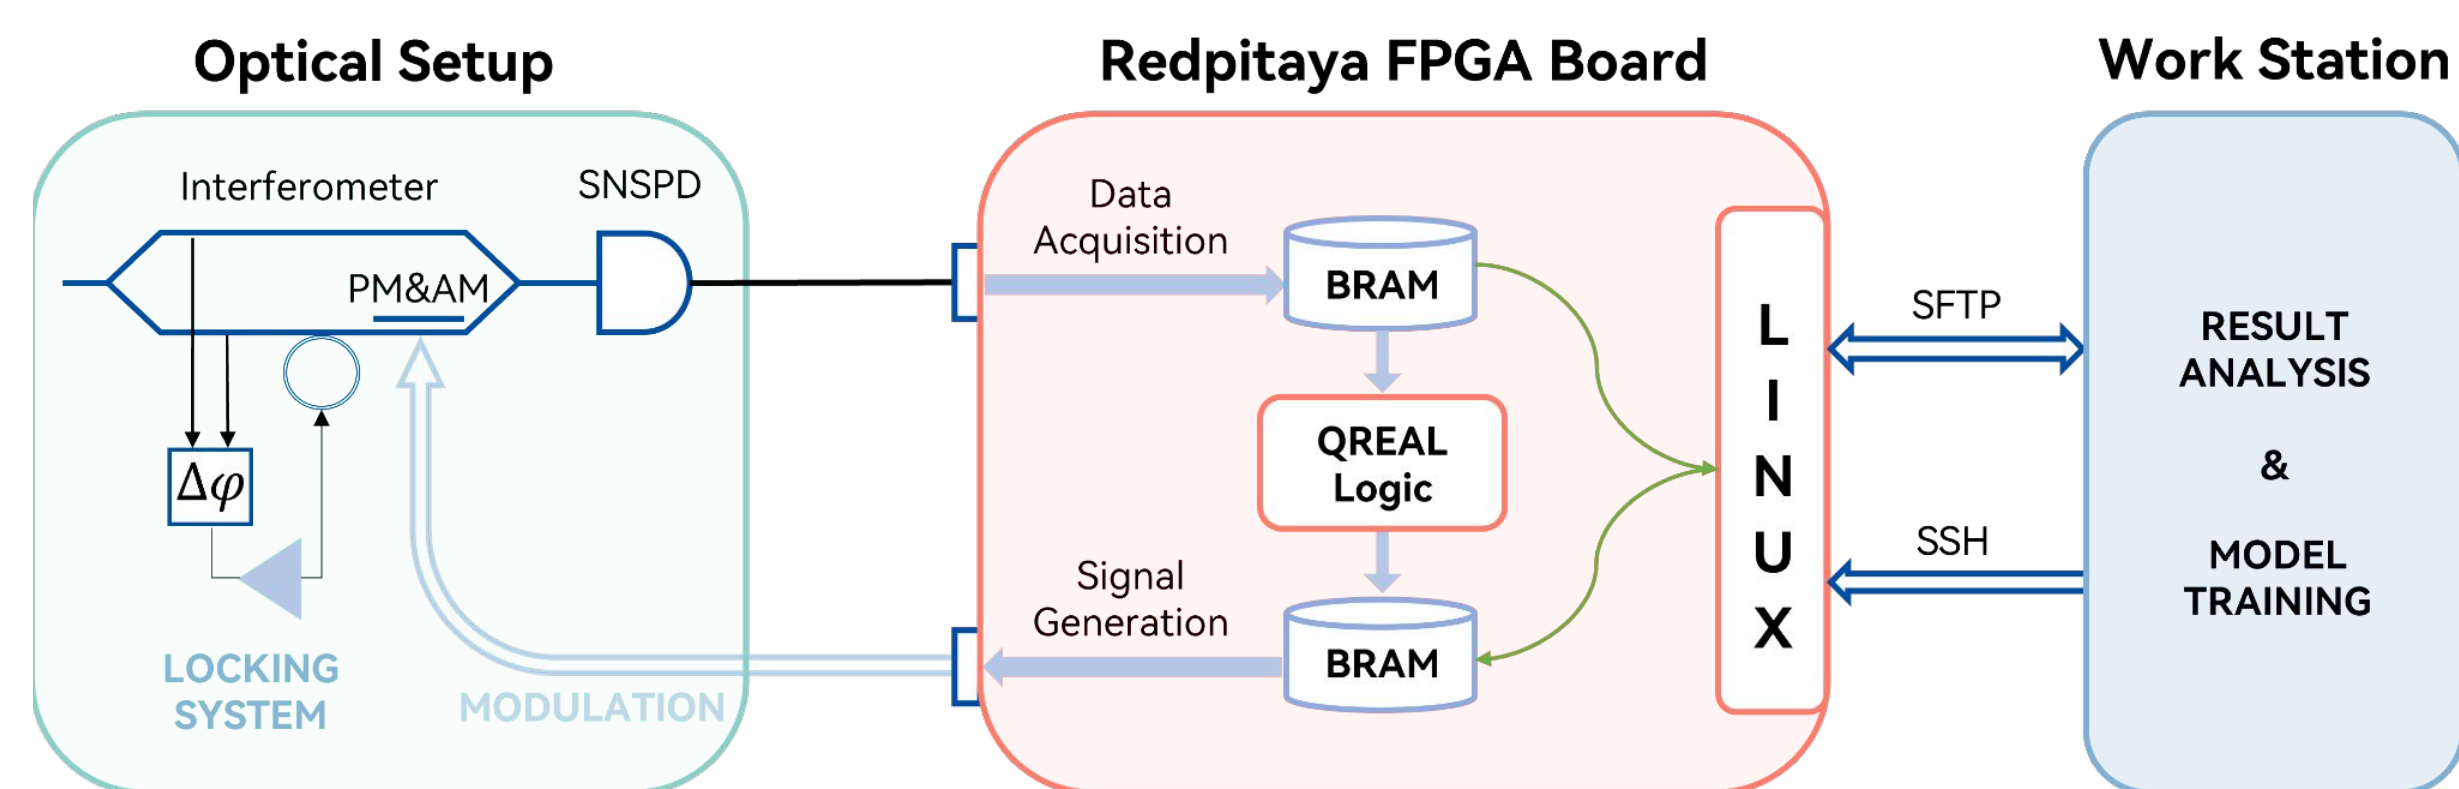 Optical Setup
Interferometer
SNSPD
PM&AM
Δφ
LOCKING
SYSTEM
MODULATION
Redpitaya FPGA Board
Data
Acquisition
BRAM
QREAL
Logic
Signal
Generation
BRAM
L
I
N
U
X
SFTP
SSH
Work Station
RESULT
ANALYSIS
&
MODEL
TRAINING